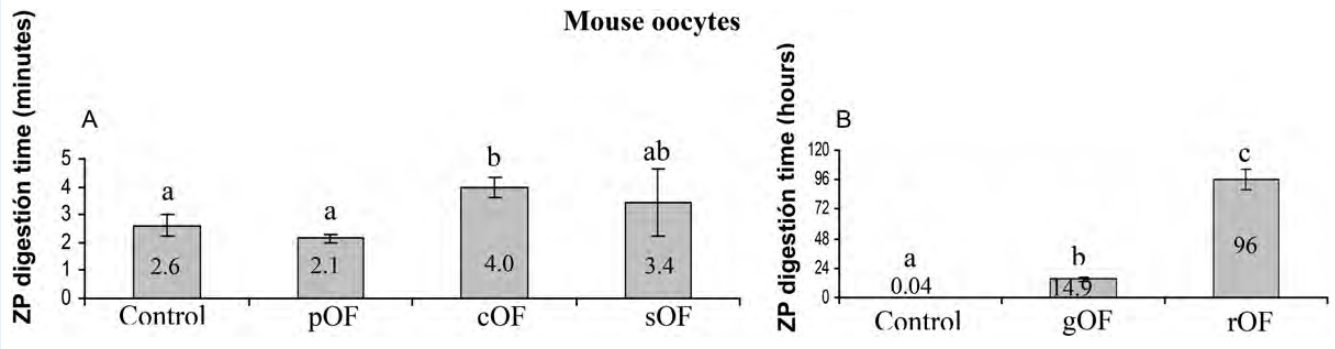 Mouse oocytes
ZP digestión time (minutes)
A
5
4
3
2
1
0
a
a
b
ab
2.6
2.1
4.0
3.4
Control pOF cOF sOF
ZP digestión time (hours)
B
120
96
72
48
24
0
a
b
c
0.04
14.9
96
Control gOF rOF